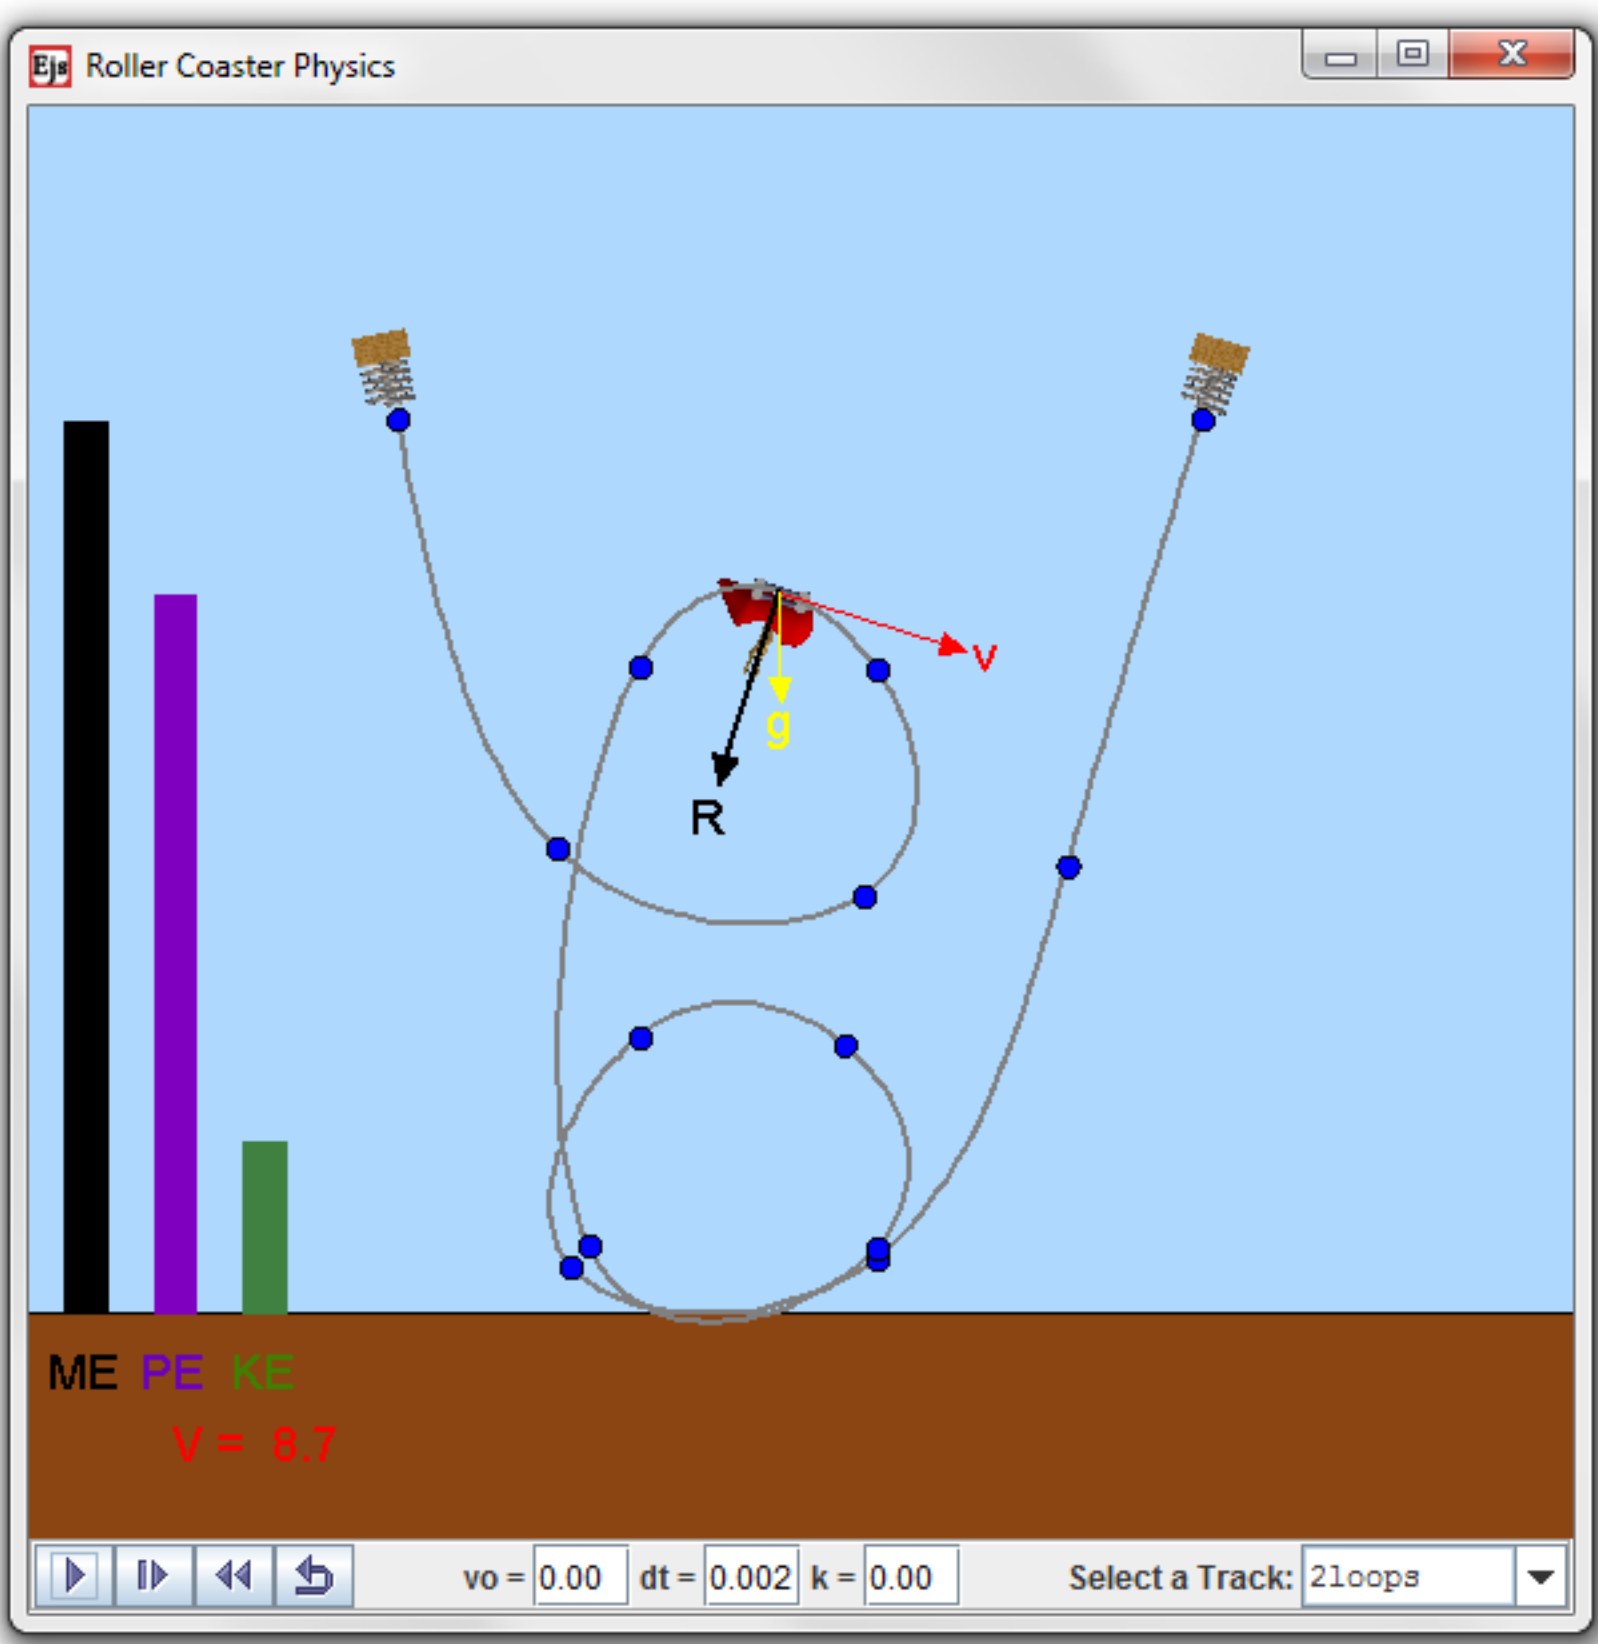 Ejs Roller Coaster Physics
v
g
R
ME PE KE
V = 8.7
vo = 0.00 dt = 0.002 k = 0.00 Select a Track: 2loops